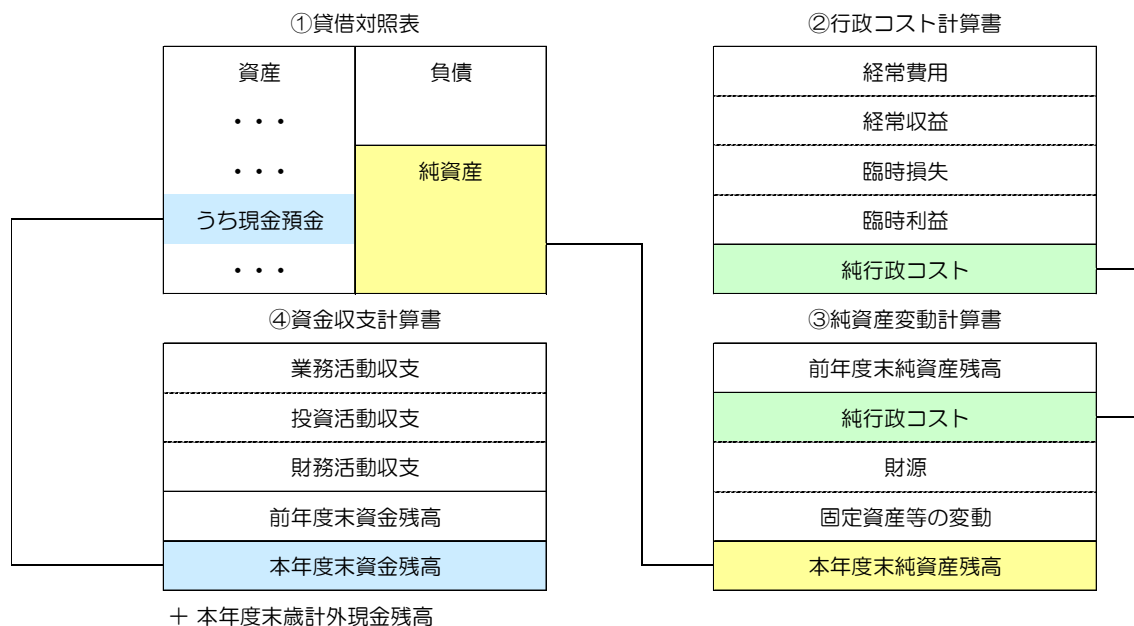 ①貸借対照表
資産
負債
・・・
・・・
純資産
うち現金預金
・・・
②行政コスト計算書
経常費用
経常収益
臨時損失
臨時利益
純行政コスト
④資金収支計算書
業務活動収支
投資活動収支
財務活動収支
前年度末資金残高
本年度末資金残高
＋ 本年度末歳計外現金残高
③純資産変動計算書
前年度末純資産残高
純行政コスト
財源
固定資産等の変動
本年度末純資産残高